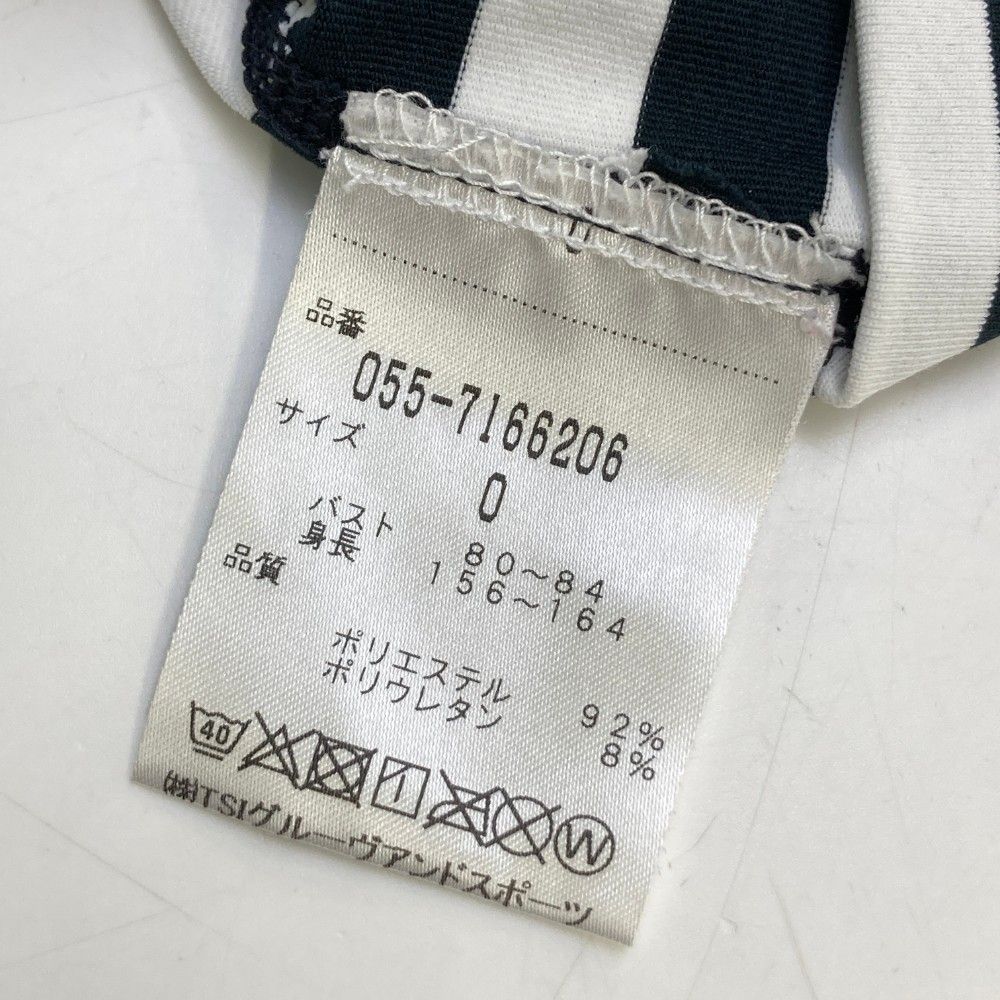 品番
055-7166206
サイズ
0
バスト 80~84
身長 156~164
品質
ポリエステル 92%
ポリウレタン 8%
40 1 W
㈱TSIグルーヴアンドスポーツ